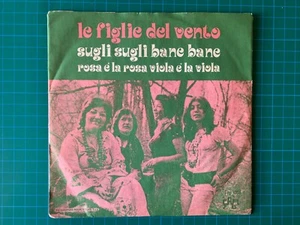 le figlie del vento
sugli sugli bane bane
rosa é la rosa viola é la viola